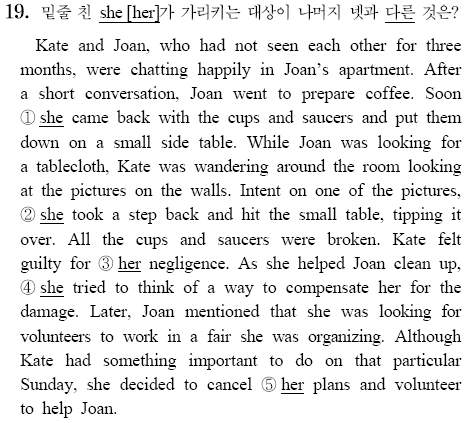 19. 밑줄 친 she [her]가 가리키는 대상이 나머지 넷과 다른 것은?
Kate and Joan, who had not seen each other for three
months, were chatting happily in Joan's apartment. After
a short conversation, Joan went to prepare coffee. Soon
① she came back with the cups and saucers and put them
down on a small side table. While Joan was looking for
a tablecloth, Kate was wandering around the room looking
at the pictures on the walls. Intent on one of the pictures,
② she took a step back and hit the small table, tipping it
over. All the cups and saucers were broken. Kate felt
guilty for ③ her negligence. As she helped Joan clean up,
④ she tried to think of a way to compensate her for the
damage. Later, Joan mentioned that she was looking for
volunteers to work in a fair she was organizing. Although
Kate had something important to do on that particular
Sunday, she decided to cancel ⑤ her plans and volunteer
to help Joan.